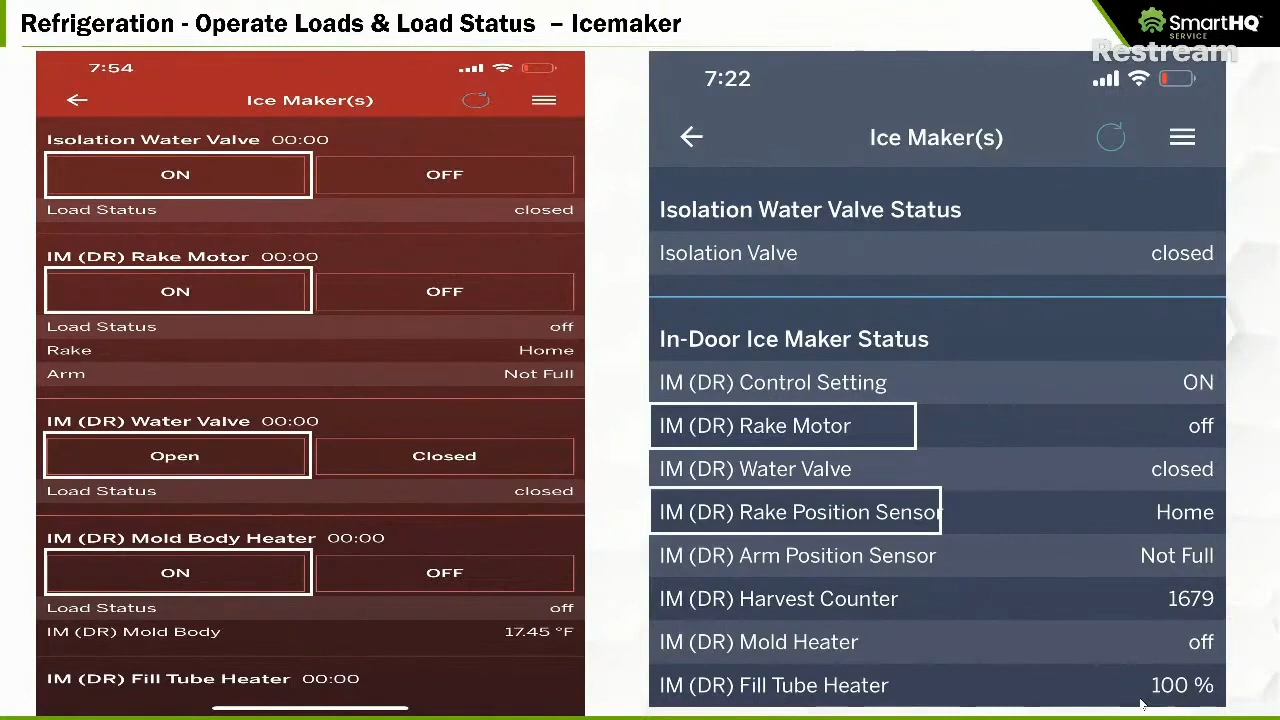 Refrigeration - Operate Loads & Load Status – Icemaker
SmartHQ™
SERVICE
Restream
7:54
Ice Maker(s)
Isolation Water Valve 00:00
ON OFF
Load Status closed
IM (DR) Rake Motor 00:00
ON OFF
Load Status off
Rake Home
Arm Not Full
IM (DR) Water Valve 00:00
Open Closed
Load Status closed
IM (DR) Mold Body Heater 00:00
ON OFF
Load Status off
IM (DR) Mold Body 17.45 °F
IM (DR) Fill Tube Heater 00:00
7:22
Ice Maker(s)
Isolation Water Valve Status
Isolation Valve closed
In-Door Ice Maker Status
IM (DR) Control Setting ON
IM (DR) Rake Motor off
IM (DR) Water Valve closed
IM (DR) Rake Position Sensor Home
IM (DR) Arm Position Sensor Not Full
IM (DR) Harvest Counter 1679
IM (DR) Mold Heater off
IM (DR) Fill Tube Heater 100 %